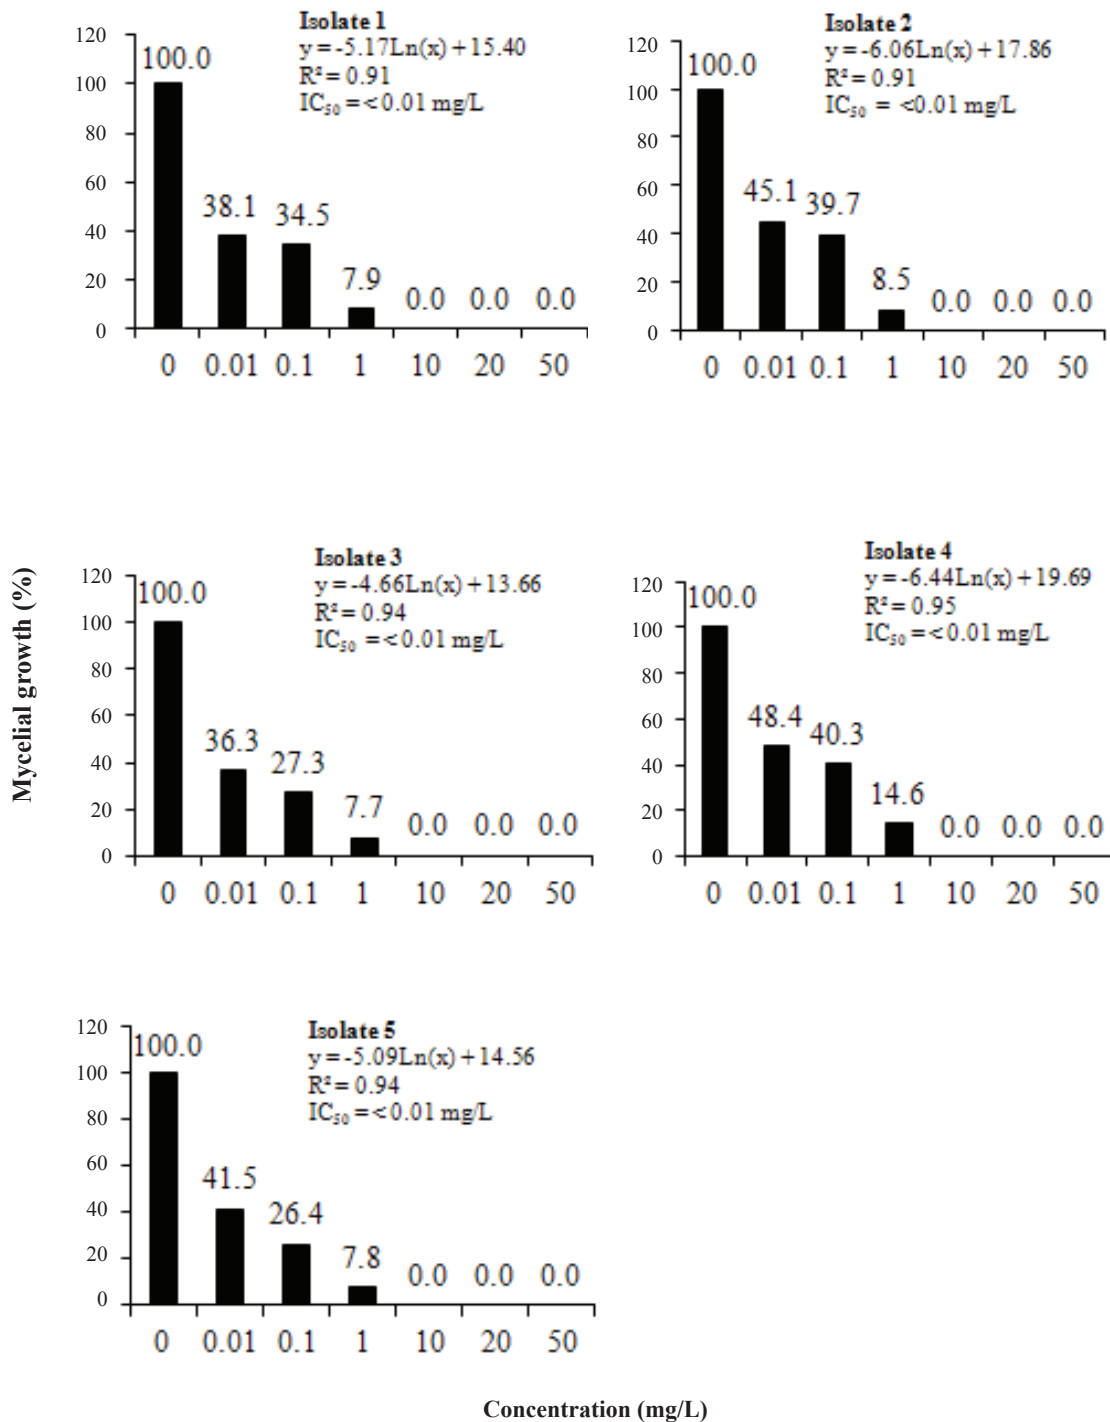 Isolate 1
y = -5.17Ln(x) + 15.40
R² = 0.91
IC₅₀ = < 0.01 mg/L
120
100
80
60
40
20
0
100.0
38.1
34.5
7.9
0.0
0.0
0.0
0 0.01 0.1 1 10 20 50
Isolate 2
y = -6.06Ln(x) + 17.86
R² = 0.91
IC₅₀ = <0.01 mg/L
120
100
80
60
40
20
0
100.0
45.1
39.7
8.5
0.0
0.0
0.0
0 0.01 0.1 1 10 20 50
Mycelial growth (%)
Isolate 3
y = -4.66Ln(x) + 13.66
R² = 0.94
IC₅₀ = < 0.01 mg/L
120
100
80
60
40
20
0
100.0
36.3
27.3
7.7
0.0
0.0
0.0
0 0.01 0.1 1 10 20 50
Isolate 4
y = -6.44Ln(x) + 19.69
R² = 0.95
IC₅₀ = < 0.01 mg/L
120
100
80
60
40
20
0
100.0
48.4
40.3
14.6
0.0
0.0
0.0
0 0.01 0.1 1 10 20 50
Isolate 5
y = -5.09Ln(x) + 14.56
R² = 0.94
IC₅₀ = < 0.01 mg/L
120
100
80
60
40
20
0
100.0
41.5
26.4
7.8
0.0
0.0
0.0
0 0.01 0.1 1 10 20 50
Concentration (mg/L)